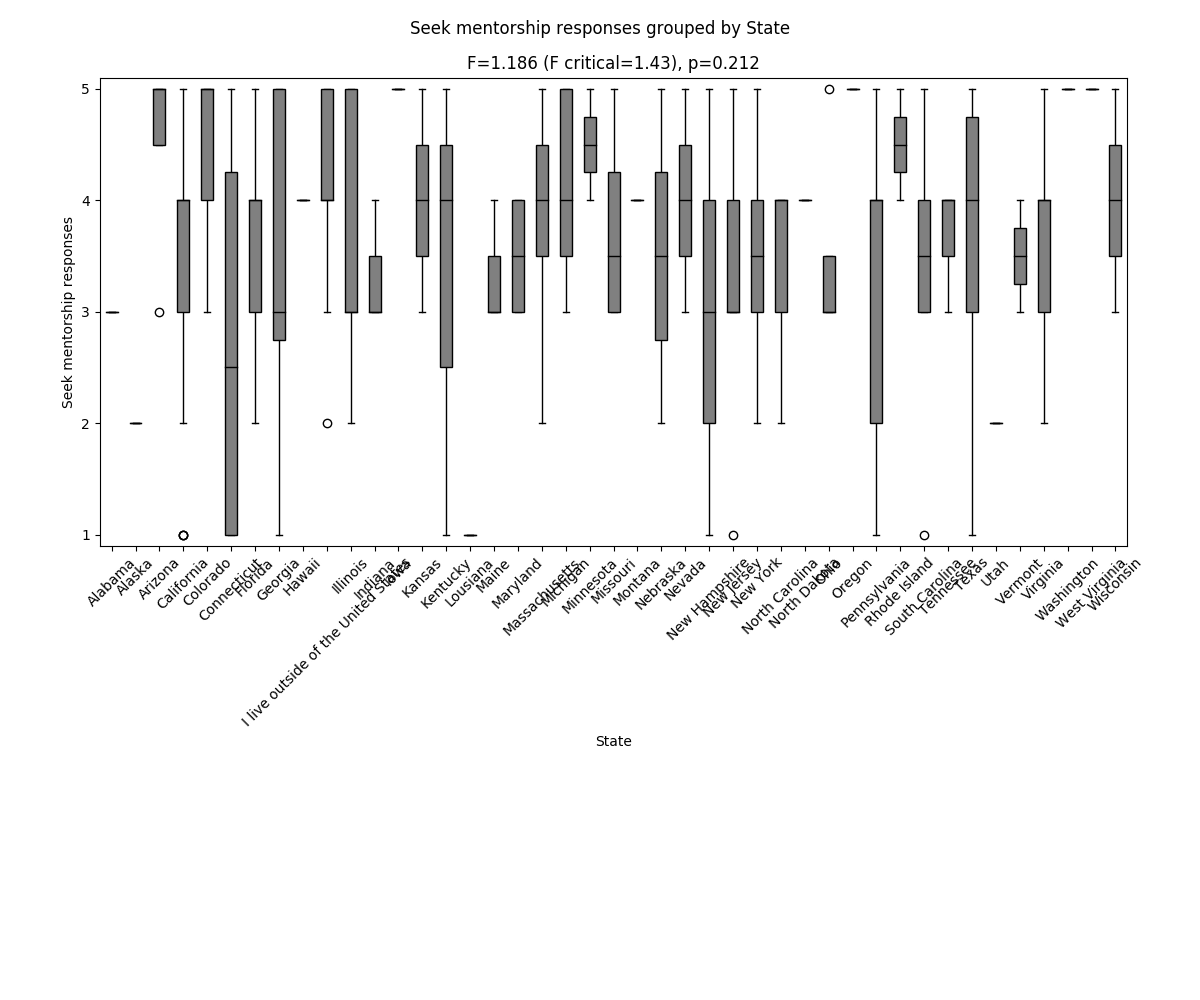 Seek mentorship responses grouped by State
F=1.186 (F critical=1.43), p=0.212
Seek mentorship responses
5
4
3
2
1
Alabama
Alaska
Arizona
California
Colorado
Connecticut
Florida
Georgia
Hawaii
I live outside of the United States
Illinois
Indiana
Iowa
Kansas
Kentucky
Lousiana
Maine
Maryland
Massachusetts
Michigan
Minnesota
Missouri
Montana
Nebraska
Nevada
New Hampshire
New Jersey
New York
North Carolina
North Dakota
Ohio
Oregon
Pennsylvania
Rhode Island
South Carolina
Tennessee
Texas
Utah
Vermont
Virginia
Washington
West Virginia
Wisconsin
State